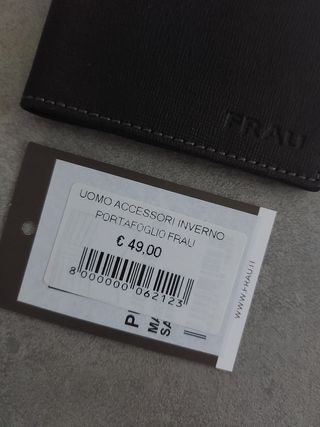 FRAU
UOMO ACCESSORI INVERNO
PORTAFOGLIO FRAU
€ 49,00
8 000000 062123
WWW.FRAU.IT